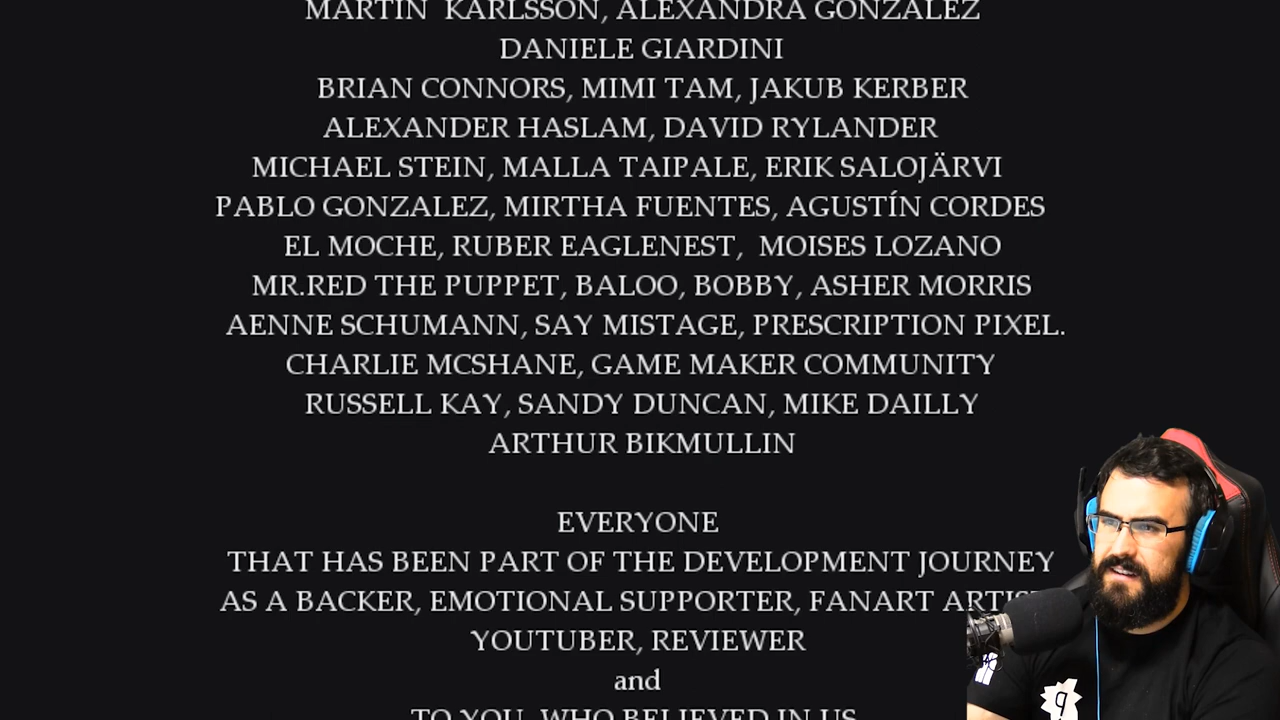 MARTIN KARLSSON, ALEXANDRA GONZALEZ
DANIELE GIARDINI
BRIAN CONNORS, MIMI TAM, JAKUB KERBER
ALEXANDER HASLAM, DAVID RYLANDER
MICHAEL STEIN, MALLA TAIPALE, ERIK SALOJÄRVI
PABLO GONZALEZ, MIRTHA FUENTES, AGUSTÍN CORDES
EL MOCHE, RUBER EAGLENEST, MOISES LOZANO
MR.RED THE PUPPET, BALOO, BOBBY, ASHER MORRIS
AENNE SCHUMANN, SAY MISTAGE, PRESCRIPTION PIXEL.
CHARLIE MCSHANE, GAME MAKER COMMUNITY
RUSSELL KAY, SANDY DUNCAN, MIKE DAILLY
ARTHUR BIKMULLIN
EVERYONE
THAT HAS BEEN PART OF THE DEVELOPMENT JOURNEY
AS A BACKER, EMOTIONAL SUPPORTER, FANART
YOUTUBER, REVIEWER
and
TO YOU, WHO BELIEVED IN US